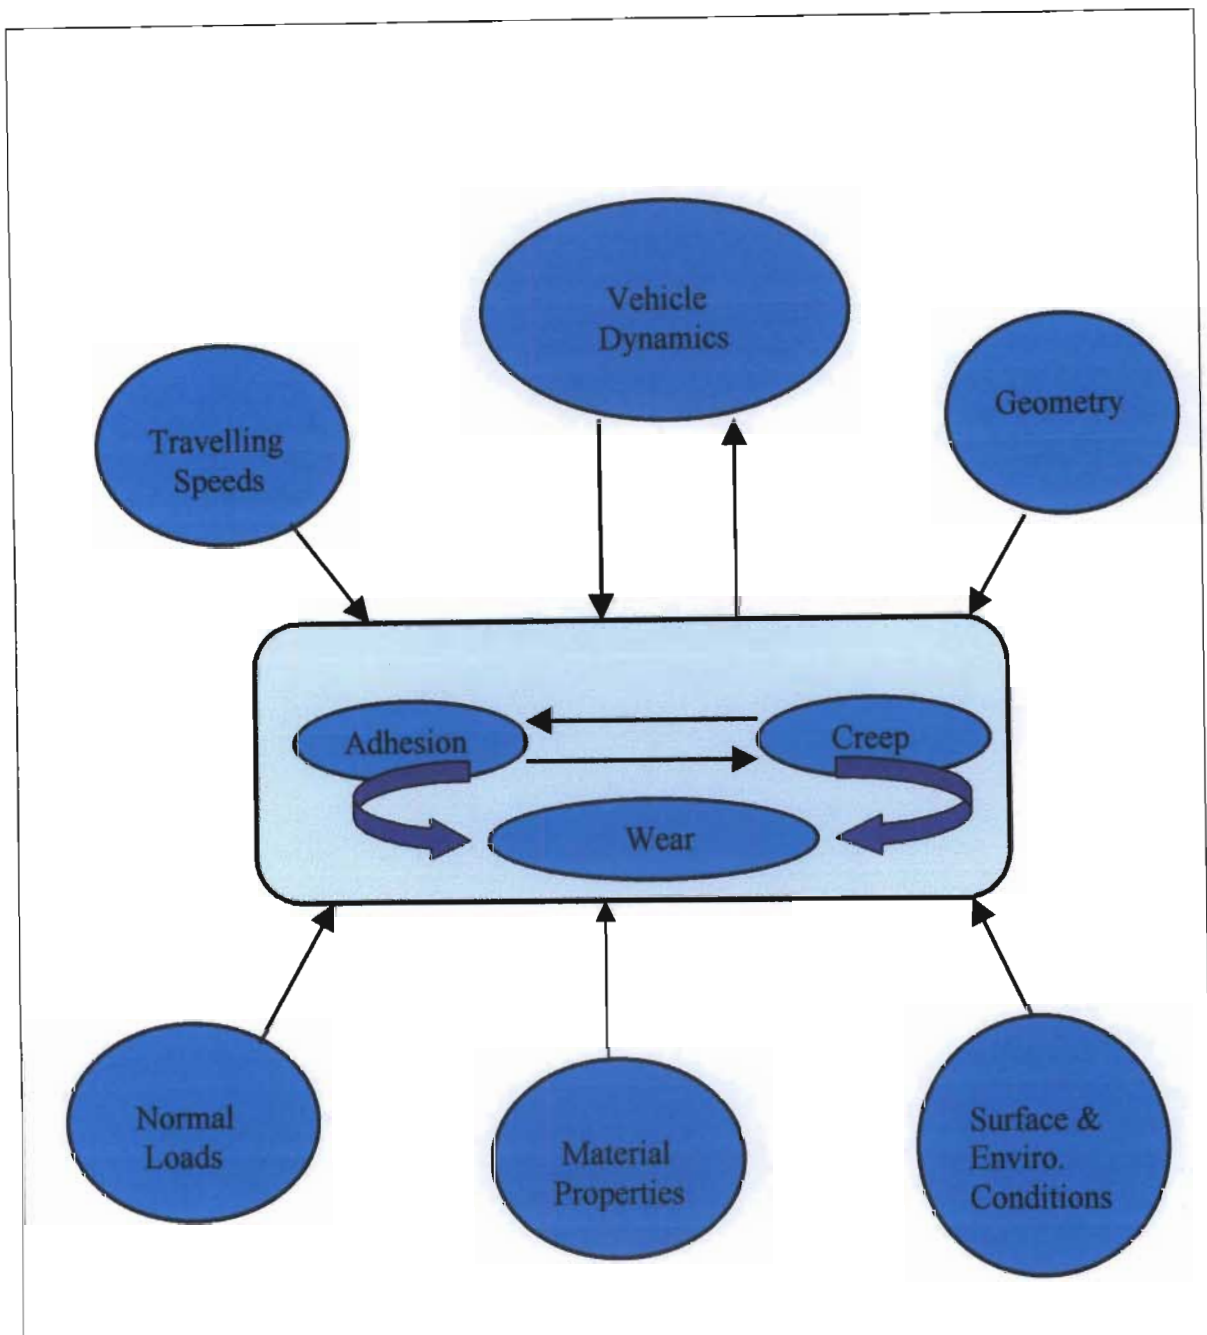 Vehicle
Dynamics
Geometry
Travelling
Speeds
Adhesion
Creep
Wear
Normal
Loads
Material
Properties
Surface &
Enviro.
Conditions